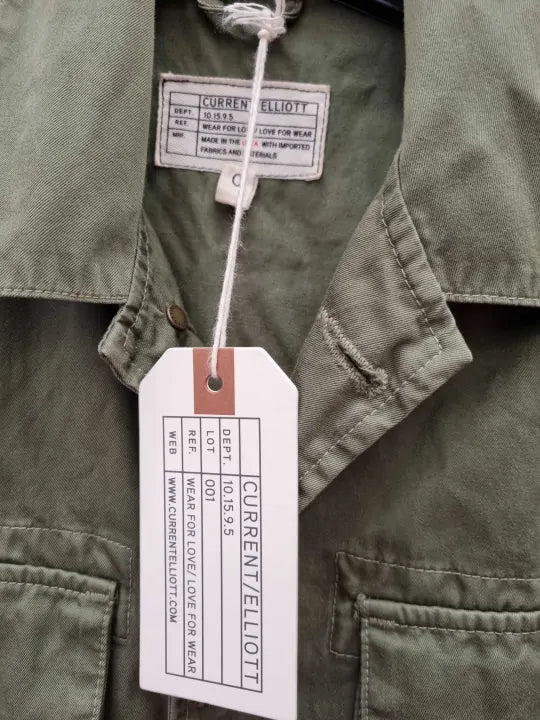 CURRENT/ELLIOTT
DEPT. 10.15.9.5
REF. WEAR FOR LOVE/ LOVE FOR WEAR
MRF. MADE IN THE U.S.A. WITH IMPORTED
FABRICS AND MATERIALS
0
CURRENT/ELLIOTT
DEPT. 10.15.9.5
LOT 001
REF. WEAR FOR LOVE/ LOVE FOR WEAR
WEB WWW.CURRENTELLIOTT.COM